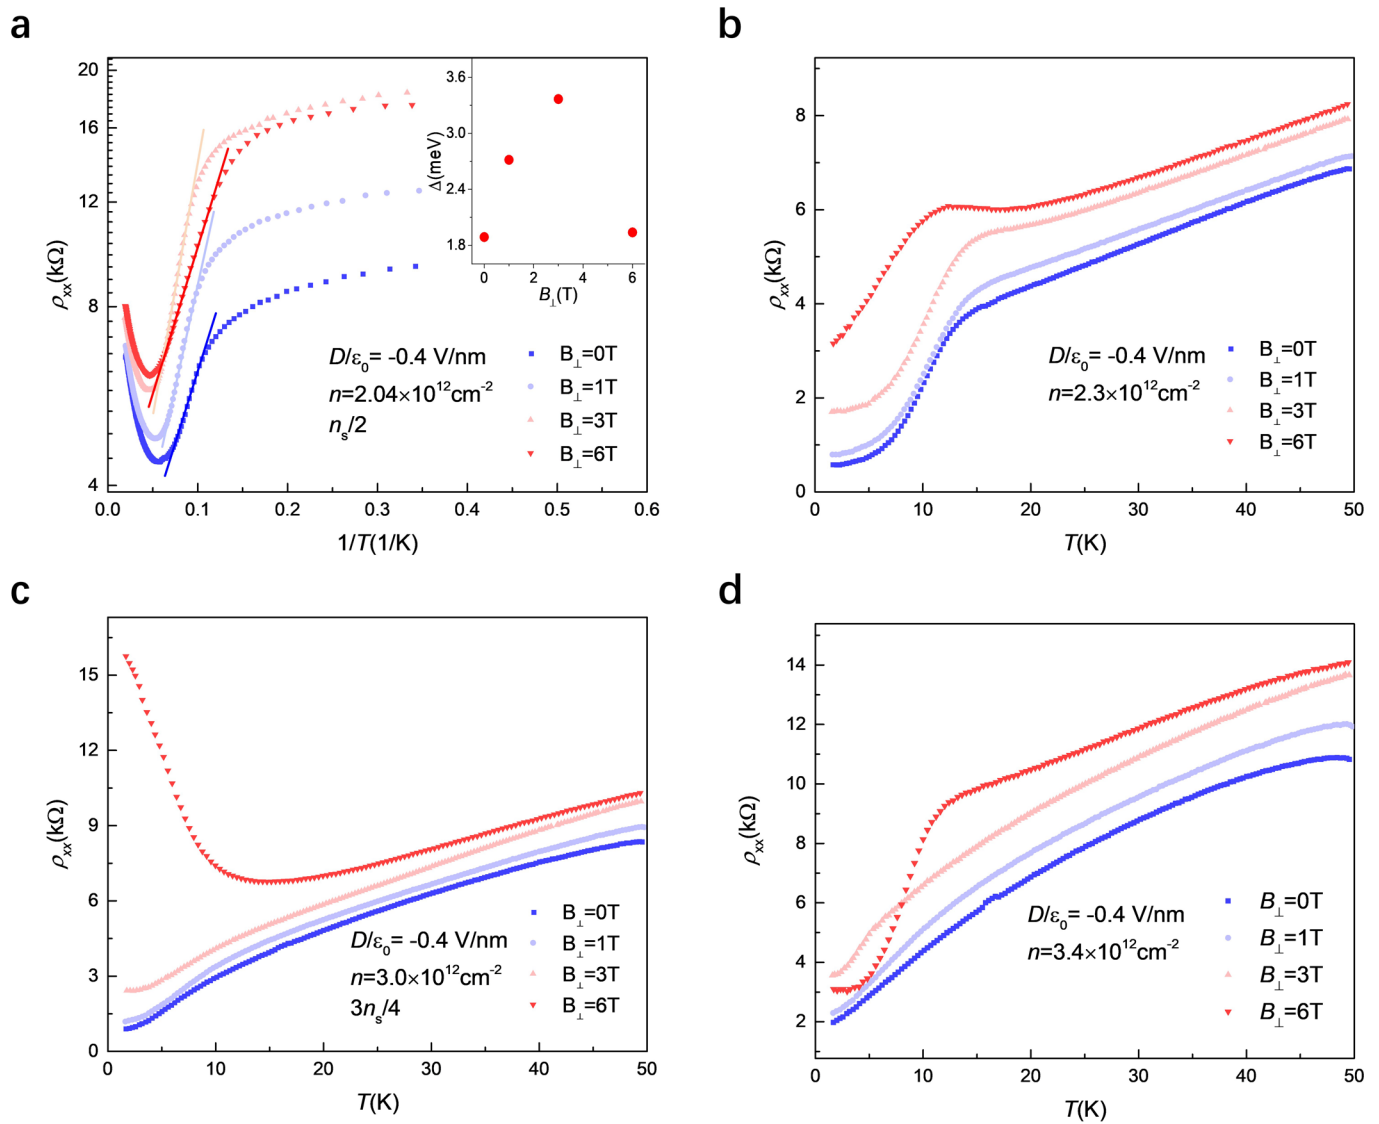 a
20
16
12
8
4
ρxx(kΩ)
0.0 0.1 0.2 0.3 0.4 0.5 0.6
1/T(1/K)
3.6
3.0
2.4
1.8
Δ(meV)
0 2 4 6
B⊥(T)
D/ε0= -0.4 V/nm
n=2.04×10¹²cm⁻²
ns/2
B⊥=0T
B⊥=1T
B⊥=3T
B⊥=6T
b
8
6
4
2
0
ρxx(kΩ)
0 10 20 30 40 50
T(K)
D/ε0= -0.4 V/nm
n=2.3×10¹²cm⁻²
B⊥=0T
B⊥=1T
B⊥=3T
B⊥=6T
c
15
12
9
6
3
0
ρxx(kΩ)
0 10 20 30 40 50
T(K)
D/ε0= -0.4 V/nm
n=3.0×10¹²cm⁻²
3ns/4
B⊥=0T
B⊥=1T
B⊥=3T
B⊥=6T
d
14
12
10
8
6
4
2
ρxx(kΩ)
0 10 20 30 40 50
T(K)
D/ε0= -0.4 V/nm
n=3.4×10¹²cm⁻²
B⊥=0T
B⊥=1T
B⊥=3T
B⊥=6T